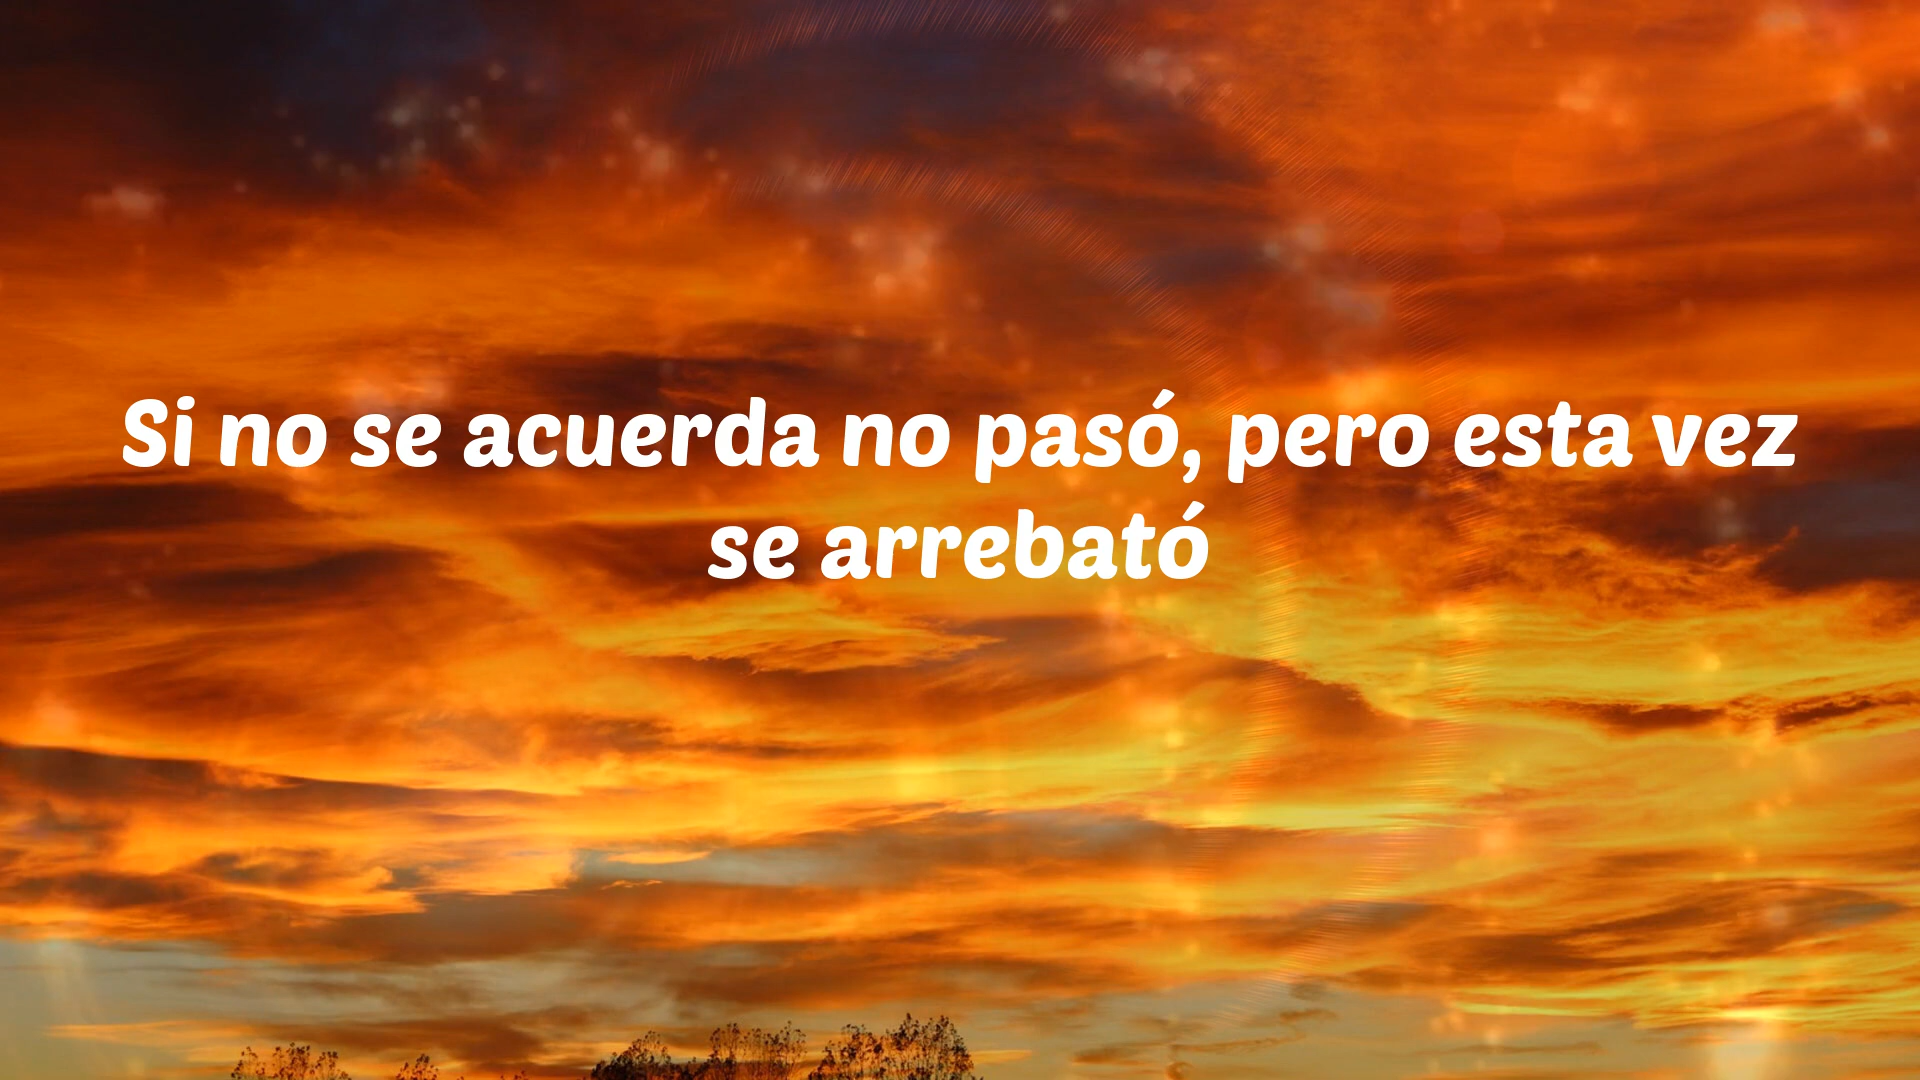 Si no se acuerda no pasó, pero esta vez
se arrebató